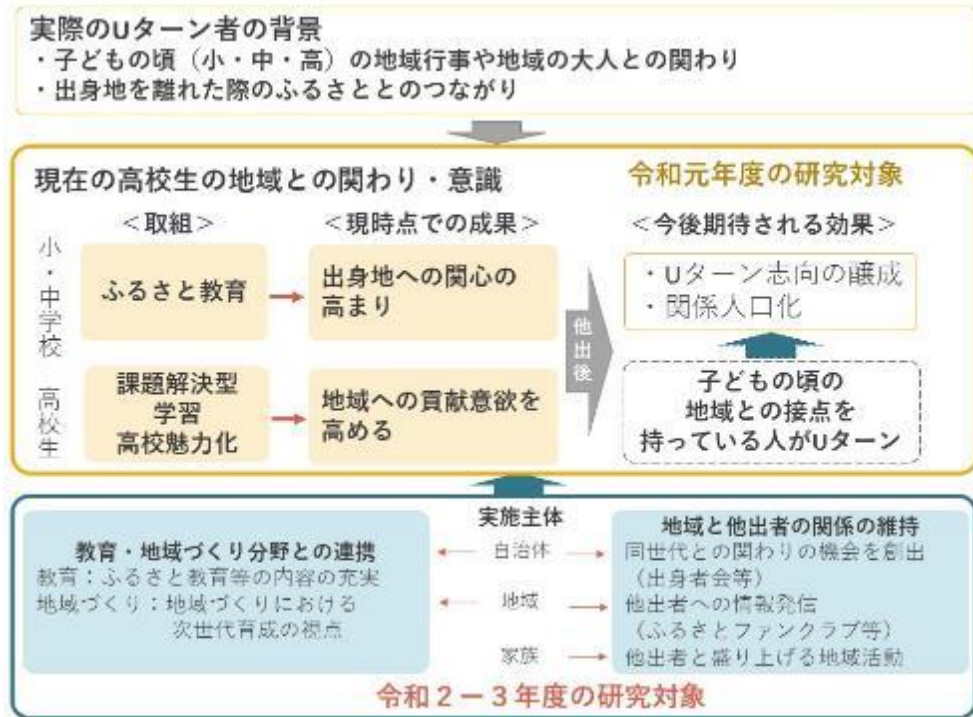 実際のUターン者の背景
・子どもの頃（小・中・高）の地域行事や地域の大人との関わり
・出身地を離れた際のふるさととのつながり
現在の高校生の地域との関わり・意識
令和元年度の研究対象
＜取組＞
＜現時点での成果＞
＜今後期待される効果＞
小・中学校
ふるさと教育
出身地への関心の
高まり
他出後
・Uターン志向の醸成
・関係人口化
高校生
課題解決型
学習
高校魅力化
地域への貢献意欲を
高める
子どもの頃の
地域との接点を
持っている人がUターン
実施主体
教育・地域づくり分野との連携
教育：ふるさと教育等の内容の充実
地域づくり：地域づくりにおける
次世代育成の視点
自治体
地域
家族
地域と他出者の関係の維持
同世代との関わりの機会を創出
（出身者会等）
他出者への情報発信
（ふるさとファンクラブ等）
他出者と盛り上げる地域活動
令和２－３年度の研究対象